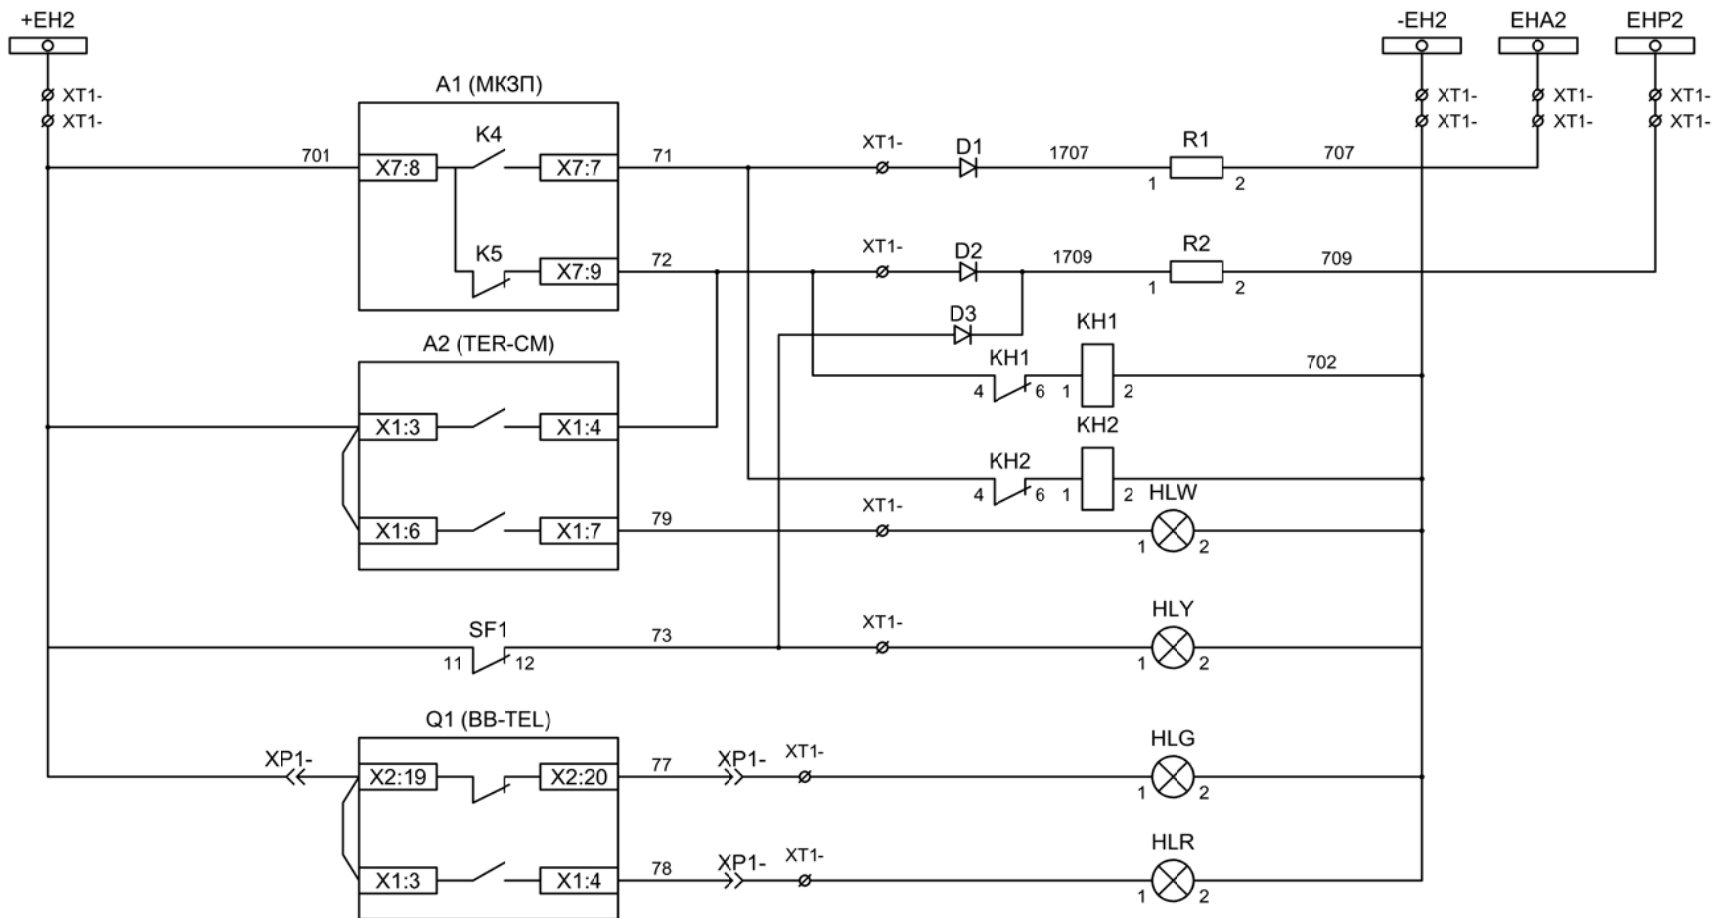 +EH2
-EH2
EHA2
EHP2
XT1-
XT1-
XT1-
XT1-
XT1-
XT1-
XT1-
XT1-
A1 (МКЗП)
701
X7:8
K4
X7:7
71
XT1-
D1
1707
R1
1
2
707
K5
X7:9
72
XT1-
D2
1709
R2
1
2
709
D3
A2 (TER-CM)
KH1
4
6
KH1
1
2
702
X1:3
X1:4
KH2
4
6
KH2
1
2
X1:6
X1:7
79
XT1-
HLW
1
2
SF1
11
12
73
XT1-
HLY
1
2
Q1 (BB-TEL)
XP1-
X2:19
X2:20
77
XP1-
XT1-
HLG
1
2
X1:3
X1:4
78
XP1-
XT1-
HLR
1
2